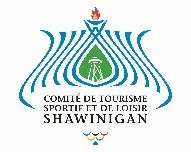 COMITÉ DE TOURISME
SPORTIF ET DE LOISIR
SHAWINIGAN